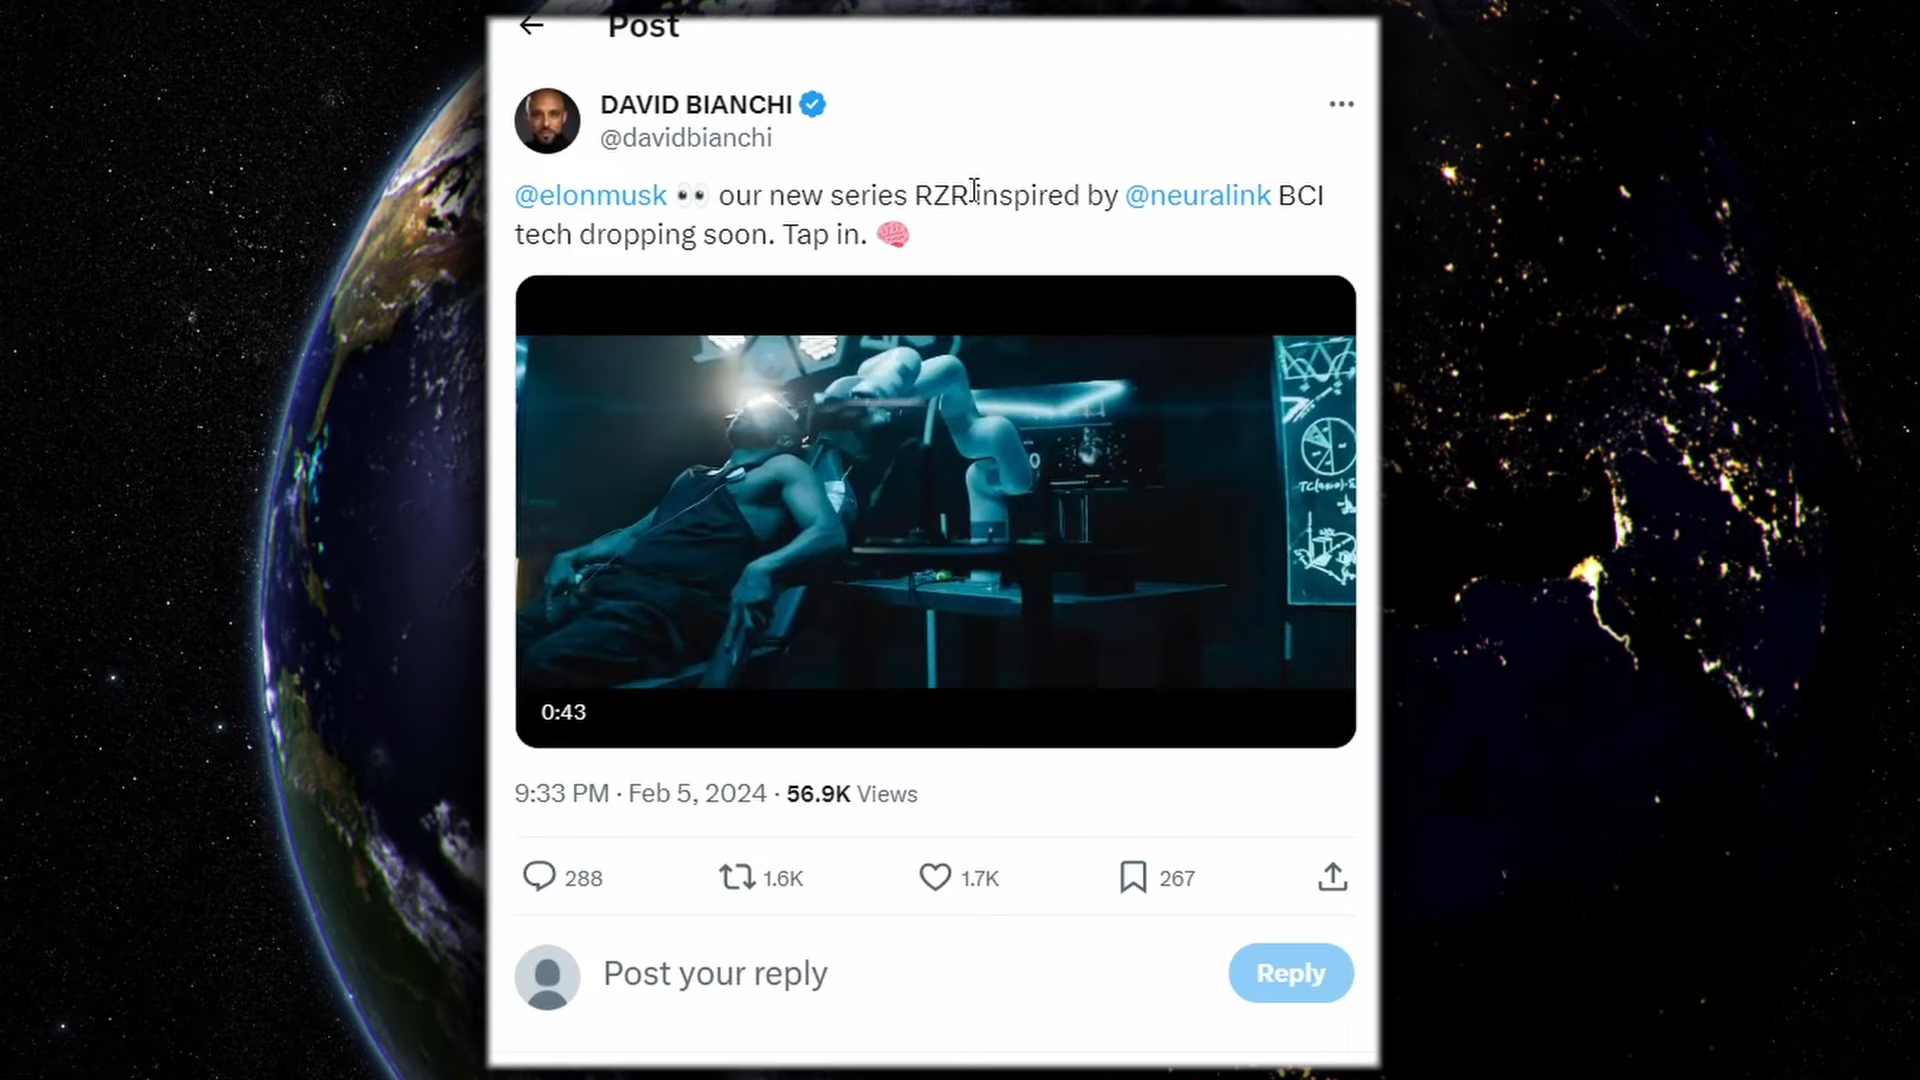 Post
DAVID BIANCHI
@davidbianchi
@elonmusk 👀 our new series RZR inspired by @neuralink BCI
tech dropping soon. Tap in. 🧠
0:43
9:33 PM · Feb 5, 2024 · 56.9K Views
288 1.6K 1.7K 267
Post your reply
Reply